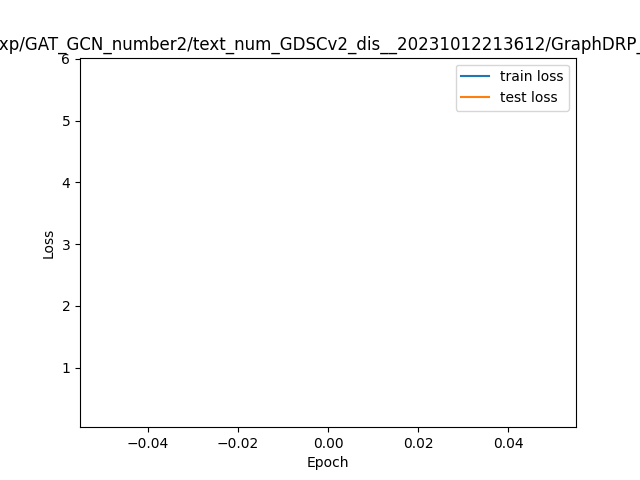 xp/GAT_GCN_number2/text_num_GDSCv2_dis__20231012213612/GraphDRP_
train loss
test loss
6
5
4
3
2
1
Loss
−0.04 −0.02 0.00 0.02 0.04
Epoch